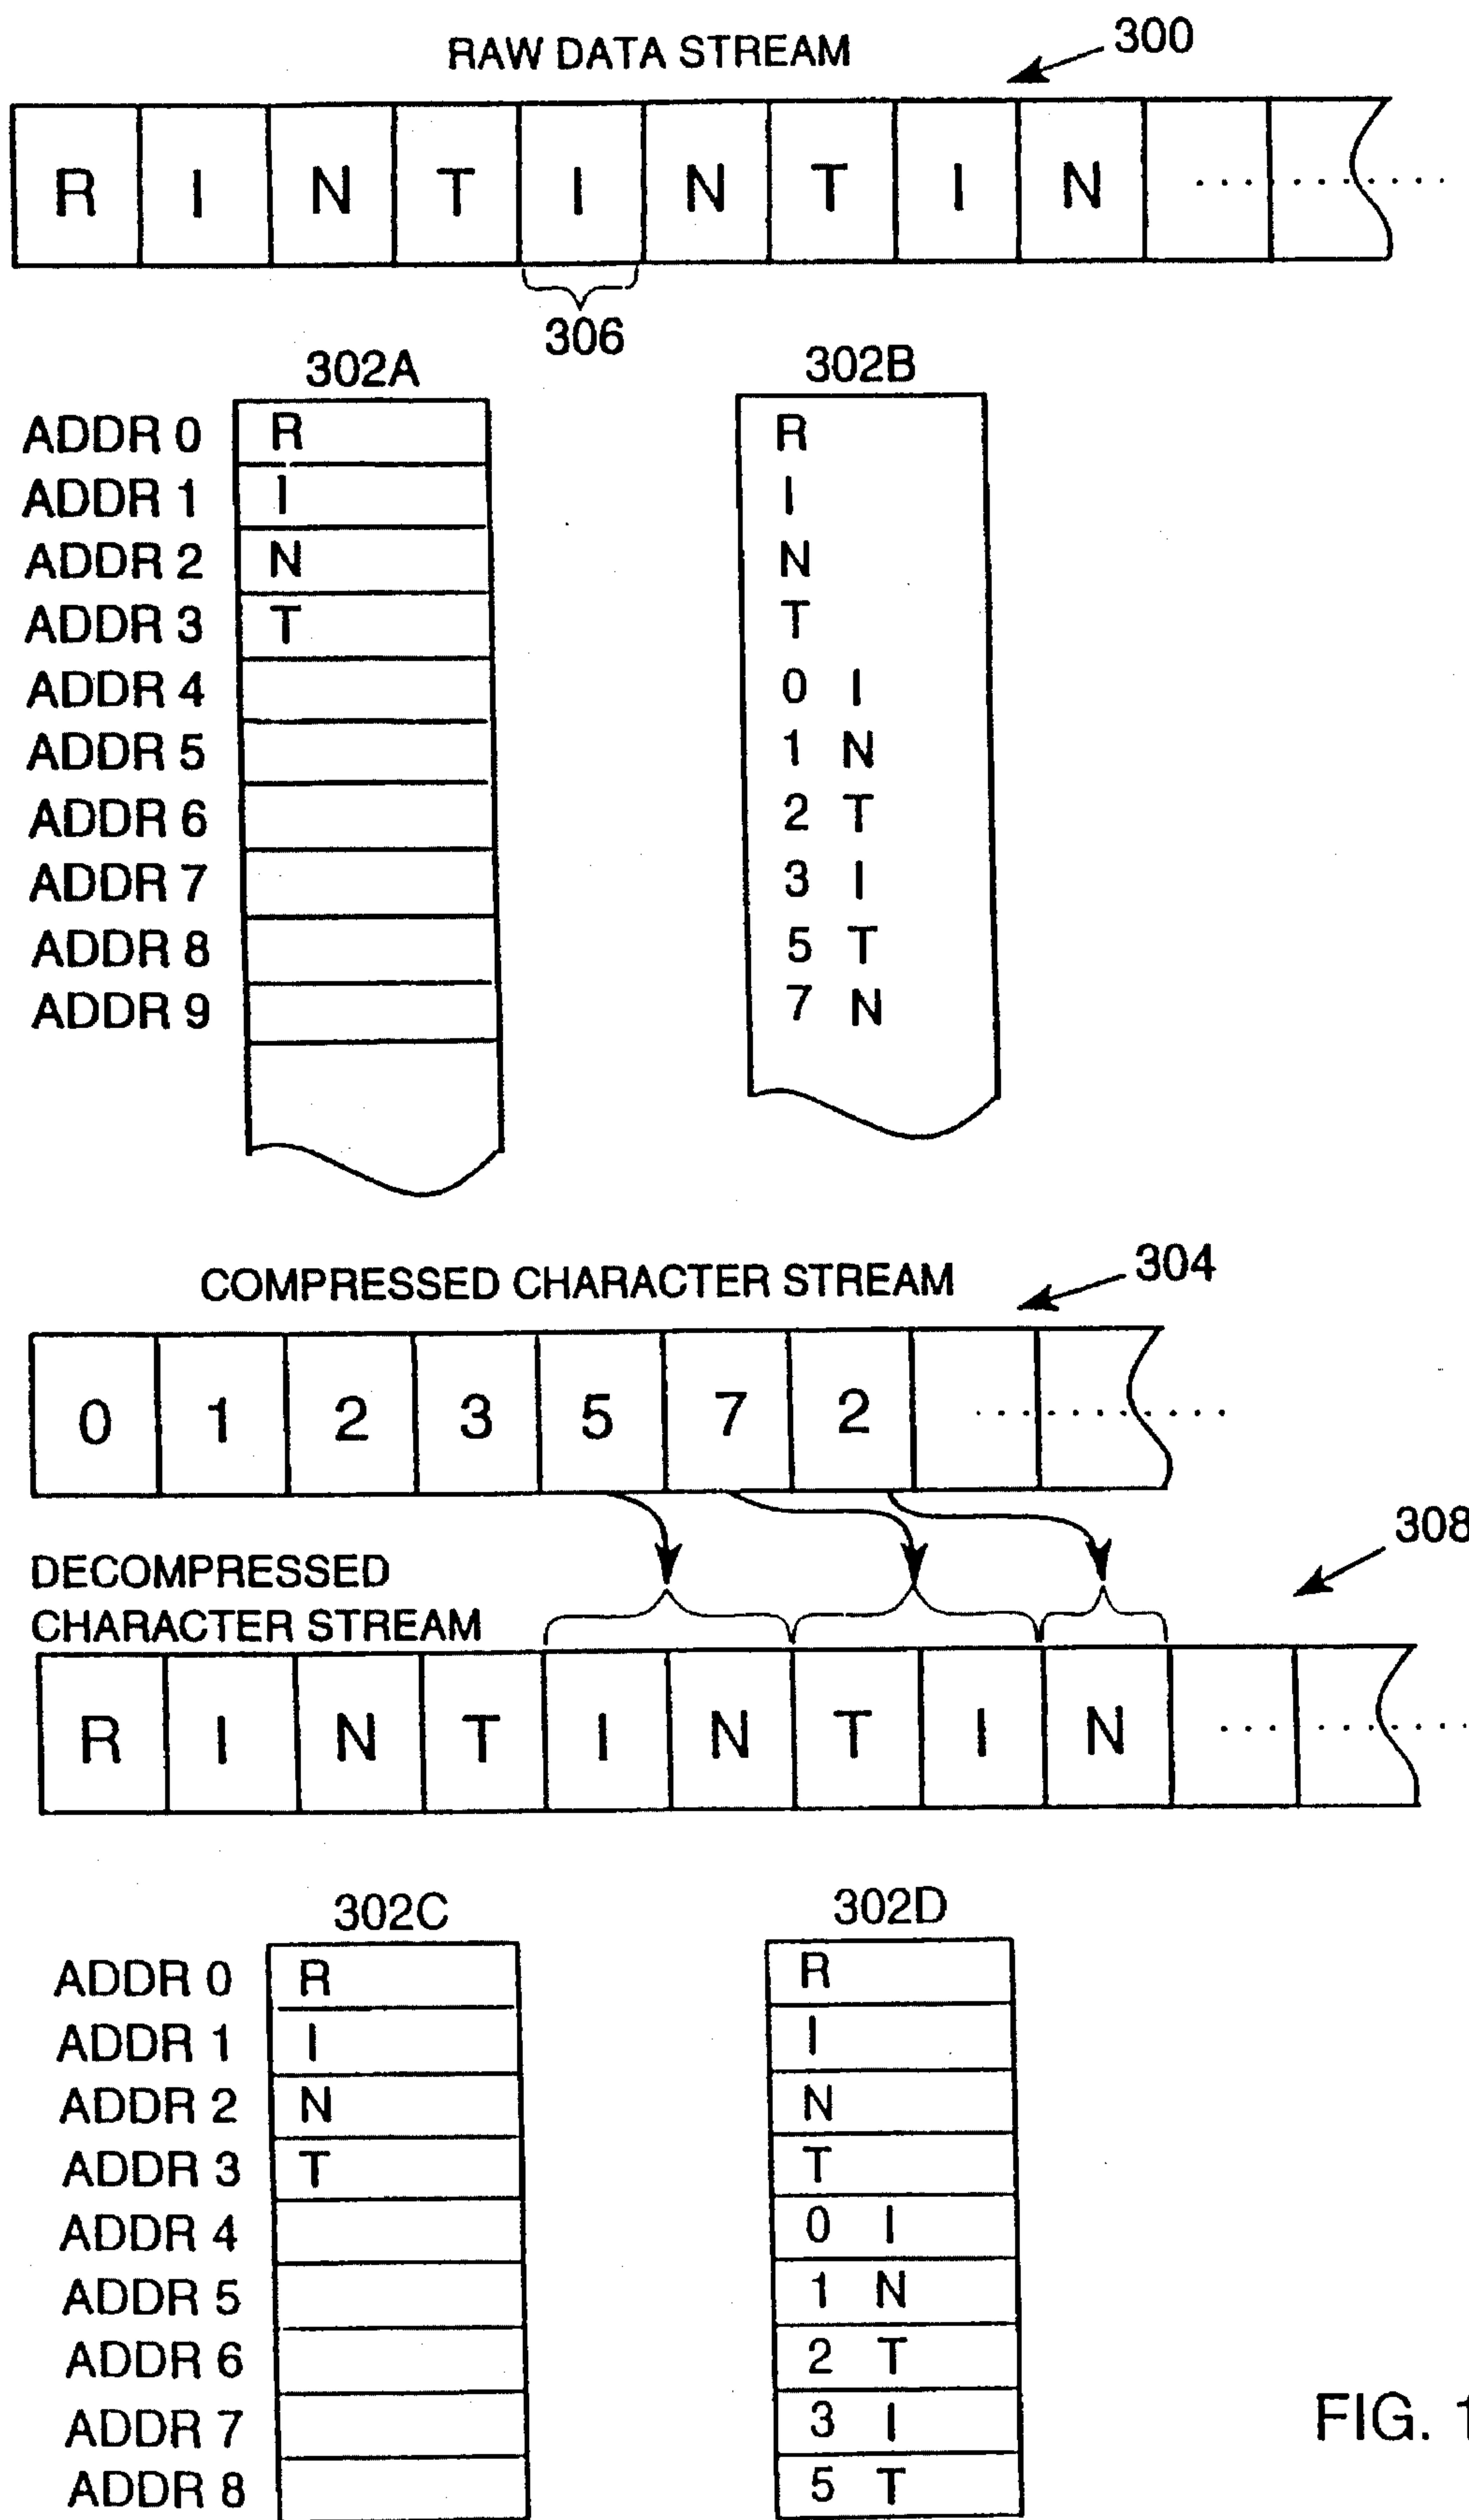 RAW DATA STREAM 300
R I N T I N T I N ..........
306
302A 302B
ADDR 0 R R
ADDR 1 I I
ADDR 2 N N
ADDR 3 T T
ADDR 4 0 I
ADDR 5 1 N
ADDR 6 2 T
ADDR 7 3 I
ADDR 8 5 T
ADDR 9 7 N
COMPRESSED CHARACTER STREAM 304
0 1 2 3 5 7 2 ..........
308
DECOMPRESSED
CHARACTER STREAM
R I N T I N T I N ..........
302C 302D
ADDR 0 R R
ADDR 1 I I
ADDR 2 N N
ADDR 3 T T
ADDR 4 0 I
ADDR 5 1 N
ADDR 6 2 T
ADDR 7 3 I
ADDR 8 5 T
FIG. 1